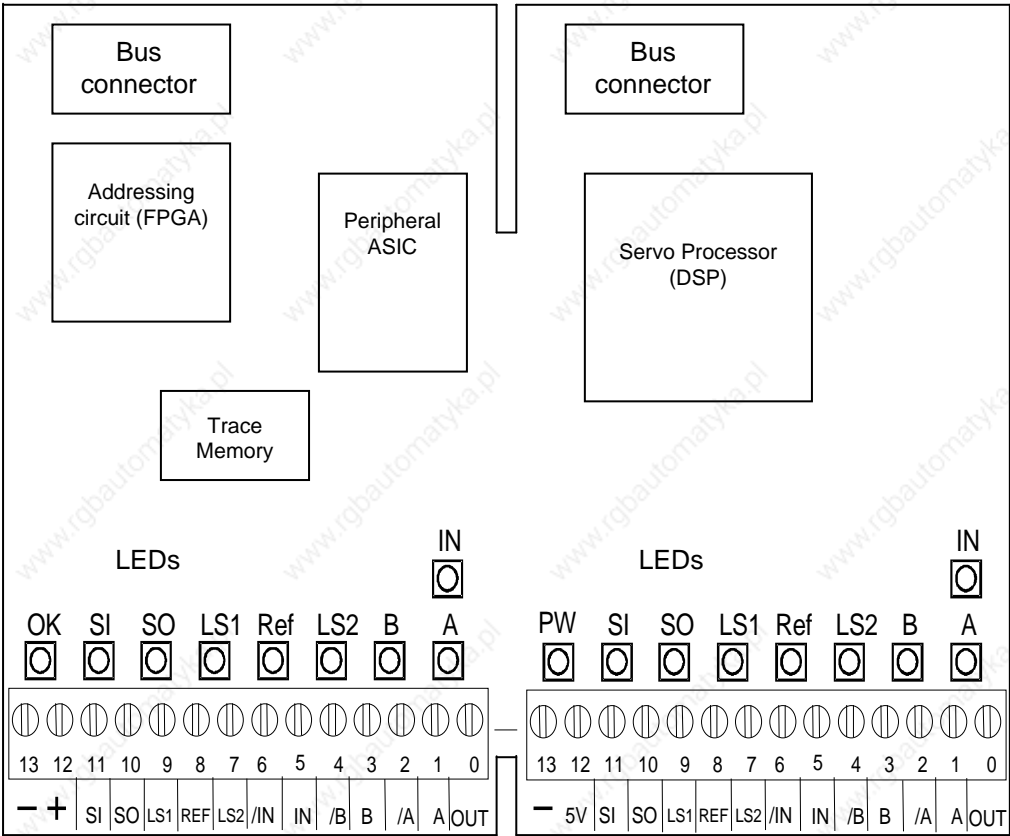 Bus
connector
Addressing
circuit (FPGA)
Peripheral
ASIC
Trace
Memory
LEDs
IN
OK SI SO LS1 Ref LS2 B A
13 12 11 10 9 8 7 6 5 4 3 2 1 0
− + SI SO LS1 REF LS2 /IN IN /B B /A A OUT
Bus
connector
Servo Processor
(DSP)
LEDs
IN
PW SI SO LS1 Ref LS2 B A
13 12 11 10 9 8 7 6 5 4 3 2 1 0
− 5V SI SO LS1 REF LS2 /IN IN /B B /A A OUT
www.rgbautomatyka.pl